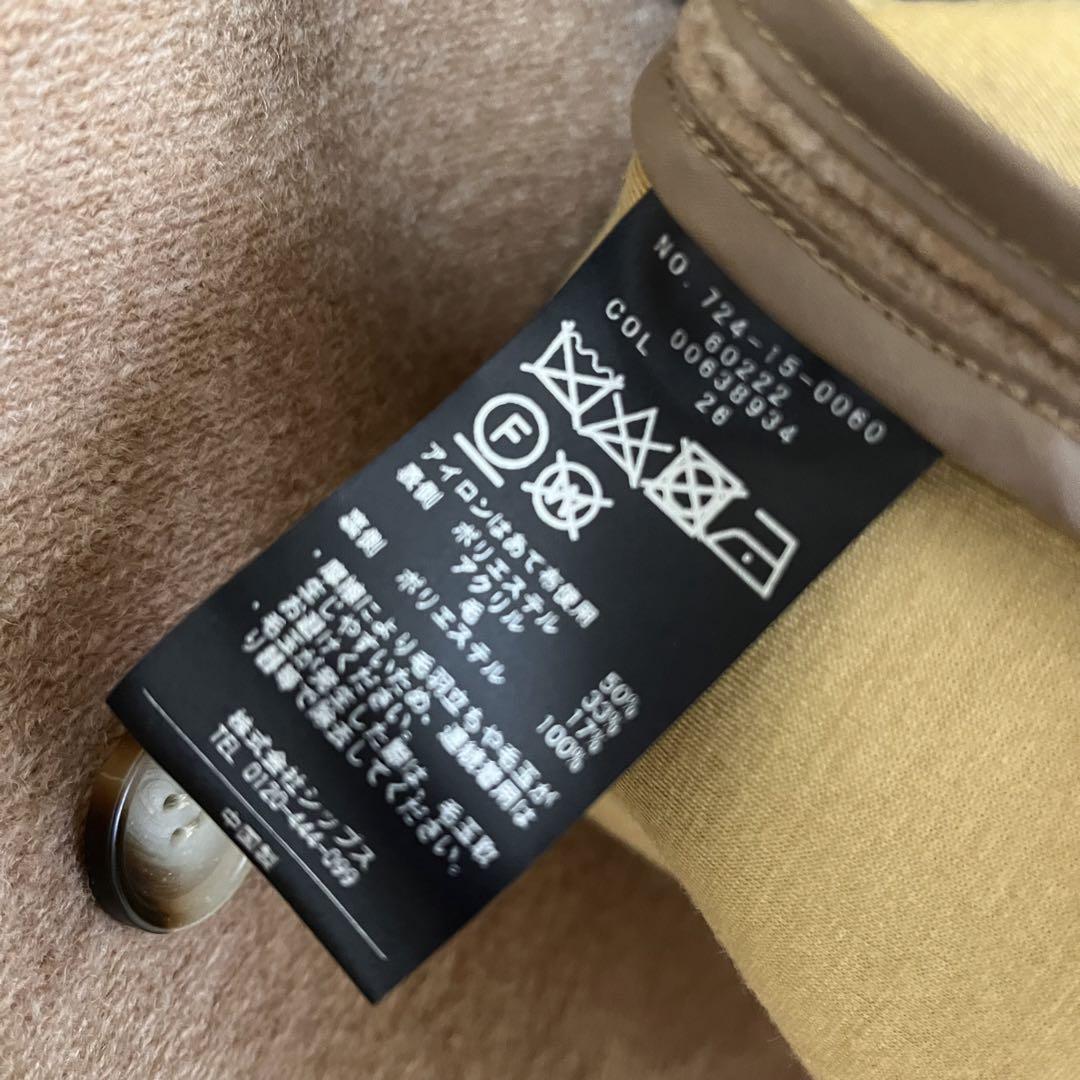 NO.724-15-0060
60222
COL 00638934
26
F
W
アイロンはあて布使用
表側 ポリエステル 50%
アクリル 33%
毛 17%
裏側 ポリエステル 100%
・摩擦により毛羽立ちや毛玉が
生じやすいため、連続着用は
お避けください。
・毛玉が発生した際は、毛玉取
り器等で除去してください。
株式会社シップス
TEL 0120-444-099
中国製